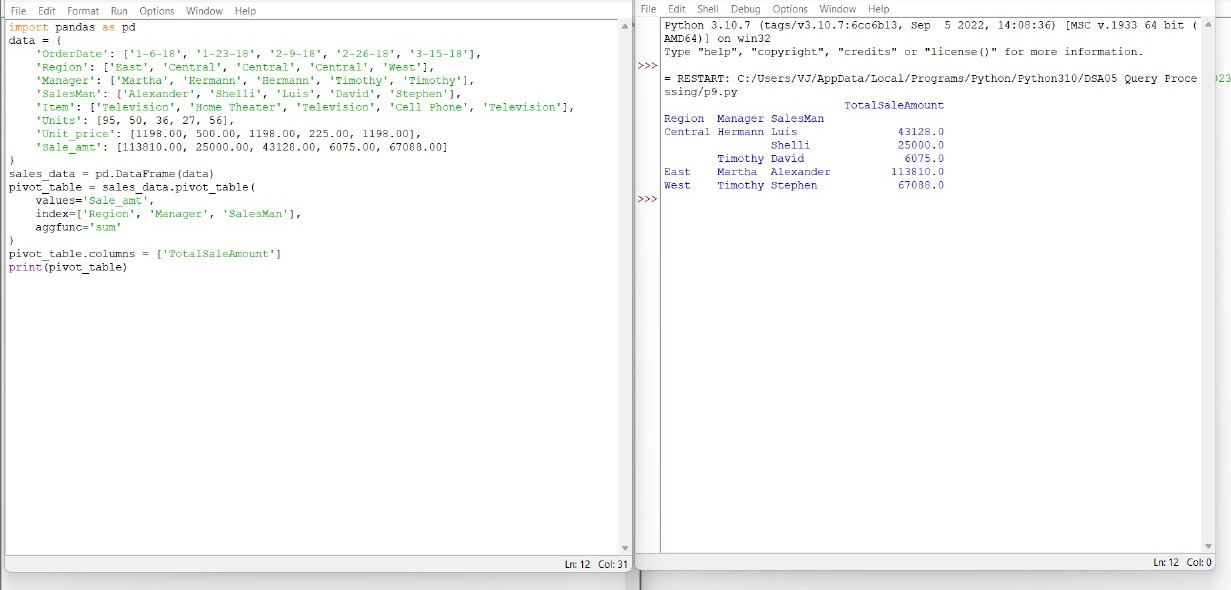 File Edit Format Run Options Window Help
import pandas as pd
data = {
    'OrderDate': ['1-6-18', '1-23-18', '2-9-18', '2-26-18', '3-15-18'],
    'Region': ['East', 'Central', 'Central', 'Central', 'West'],
    'Manager': ['Martha', 'Hermann', 'Hermann', 'Timothy', 'Timothy'],
    'SalesMan': ['Alexander', 'Shelli', 'Luis', 'David', 'Stephen'],
    'Item': ['Television', 'Home Theater', 'Television', 'Cell Phone', 'Television'],
    'Units': [95, 50, 36, 27, 56],
    'Unit_price': [1198.00, 500.00, 1198.00, 225.00, 1198.00],
    'Sale_amt': [113810.00, 25000.00, 43128.00, 6075.00, 67088.00]
}
sales_data = pd.DataFrame(data)
pivot_table = sales_data.pivot_table(
    values='Sale_amt',
    index=['Region', 'Manager', 'SalesMan'],
    aggfunc='sum'
)
pivot_table.columns = ['TotalSaleAmount']
print(pivot_table)
Ln: 12 Col: 31
File Edit Shell Debug Options Window Help
Python 3.10.7 (tags/v3.10.7:6cc6b13, Sep  5 2022, 14:08:36) [MSC v.1933 64 bit (
AMD64)] on win32
Type "help", "copyright", "credits" or "license()" for more information.
>>>
= RESTART: C:/Users/VJ/AppData/Local/Programs/Python/Python310/DSA05 Query Proce
ssing/p9.py
                           TotalSaleAmount
Region  Manager SalesMan
Central Hermann Luis               43128.0
                Shelli             25000.0
        Timothy David               6075.0
East    Martha  Alexander         113810.0
West    Timothy Stephen            67088.0
>>>
Ln: 12 Col: 0
023